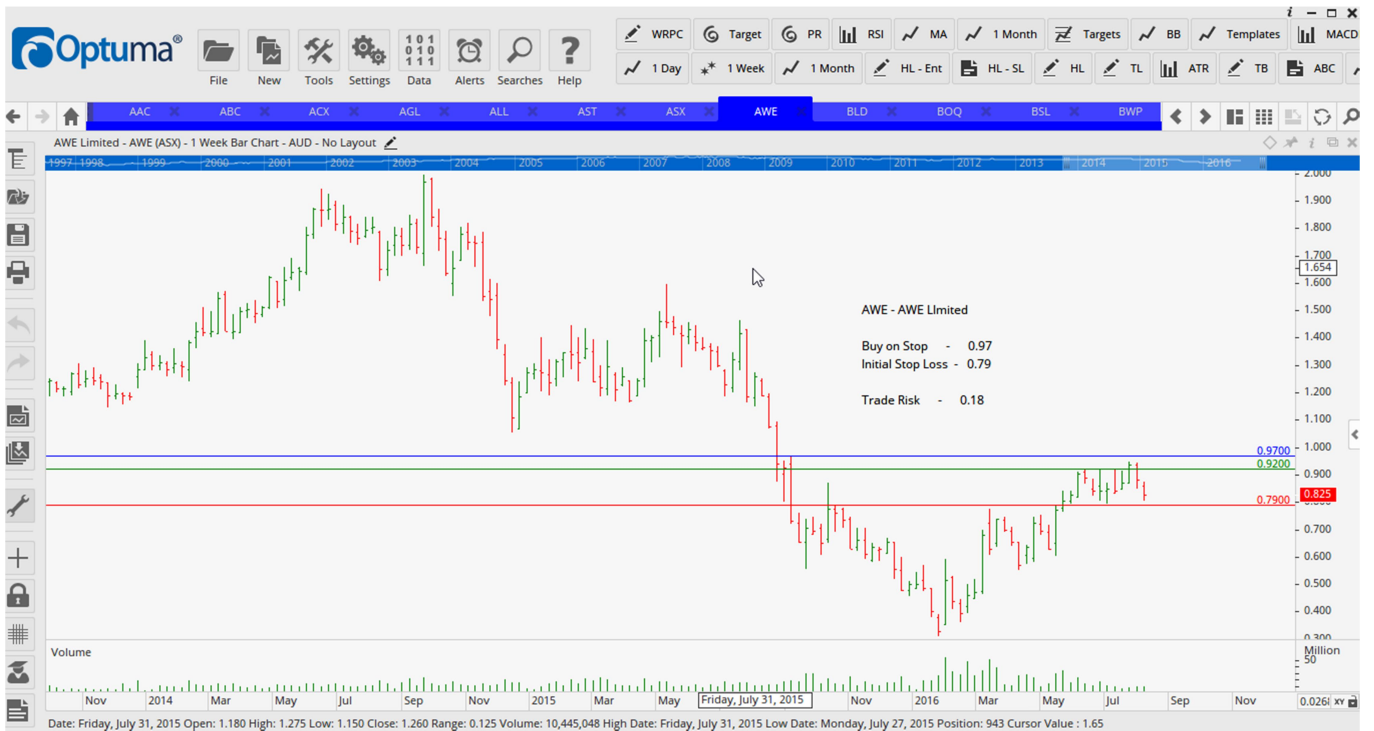 Optuma®
File New Tools Settings Data Alerts Searches Help
101
010
111
WRPC Target PR RSI MA 1 Month Targets BB Templates MACD
1 Day 1 Week 1 Month HL - Ent HL - SL HL TL ATR TB ABC
AAC ABC ACX AGL ALL AST ASX AWE BLD BOQ BSL BWP
AWE Limited - AWE (ASX) - 1 Week Bar Chart - AUD - No Layout
1997 1998 1999 2000 2001 2002 2003 2004 2005 2006 2007 2008 2009 2010 2011 2012 2013 2014 2015 2016
2.000
1.900
1.800
1.700
1.654
1.600
1.500
AWE - AWE LImited
1.400
Buy on Stop - 0.97
Initial Stop Loss - 0.79
1.300
1.200
Trade Risk - 0.18
1.100
1.000
0.9700
0.9200
0.900
0.825
0.7900
0.700
0.600
0.500
0.400
0.300
Volume
Million
50
Nov 2014 Mar May Jul Sep Nov 2015 Mar May Friday, July 31, 2015 Nov 2016 Mar May Jul Sep Nov 0.026 XY
Date: Friday, July 31, 2015 Open: 1.180 High: 1.275 Low: 1.150 Close: 1.260 Range: 0.125 Volume: 10,445,048 High Date: Friday, July 31, 2015 Low Date: Monday, July 27, 2015 Position: 943 Cursor Value : 1.65